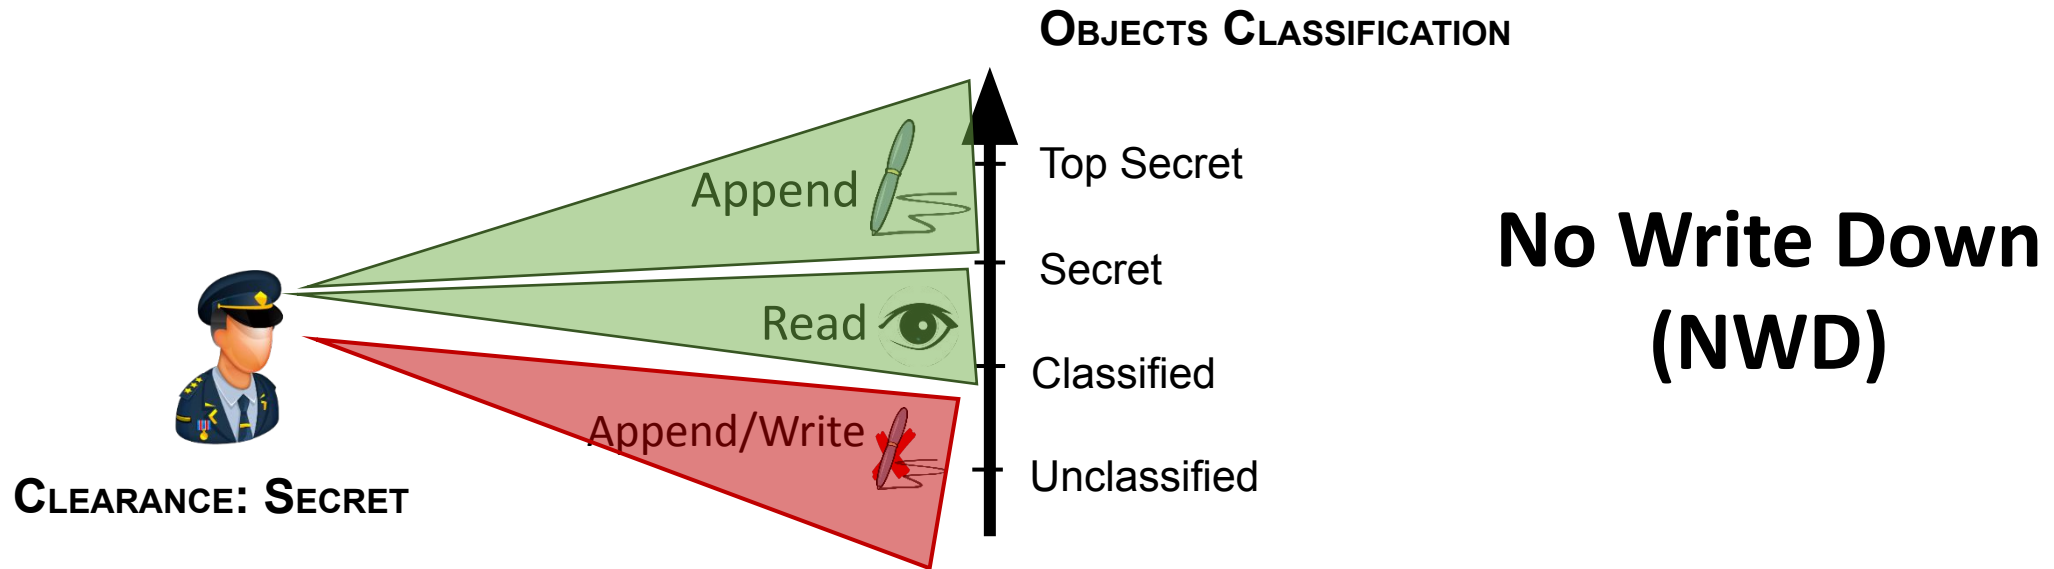 OBJECTS CLASSIFICATION
Top Secret
Append
Secret
No Write Down
(NWD)
Read
Classified
Append/Write
Unclassified
CLEARANCE: SECRET